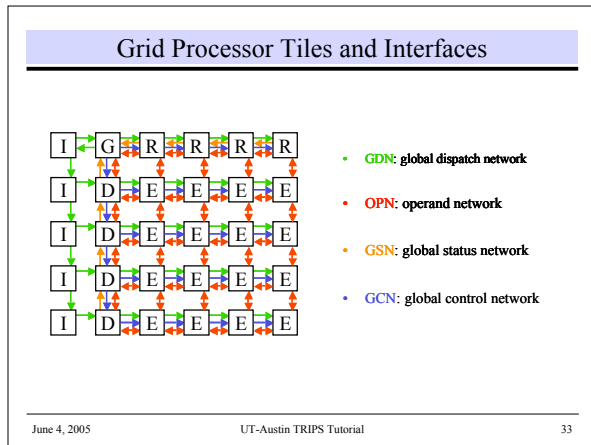 Grid Processor Tiles and Interfaces
I G R R R R
I D E E E E
I D E E E E
I D E E E E
I D E E E E
• GDN: global dispatch network
• OPN: operand network
• GSN: global status network
• GCN: global control network
June 4, 2005 UT-Austin TRIPS Tutorial 33